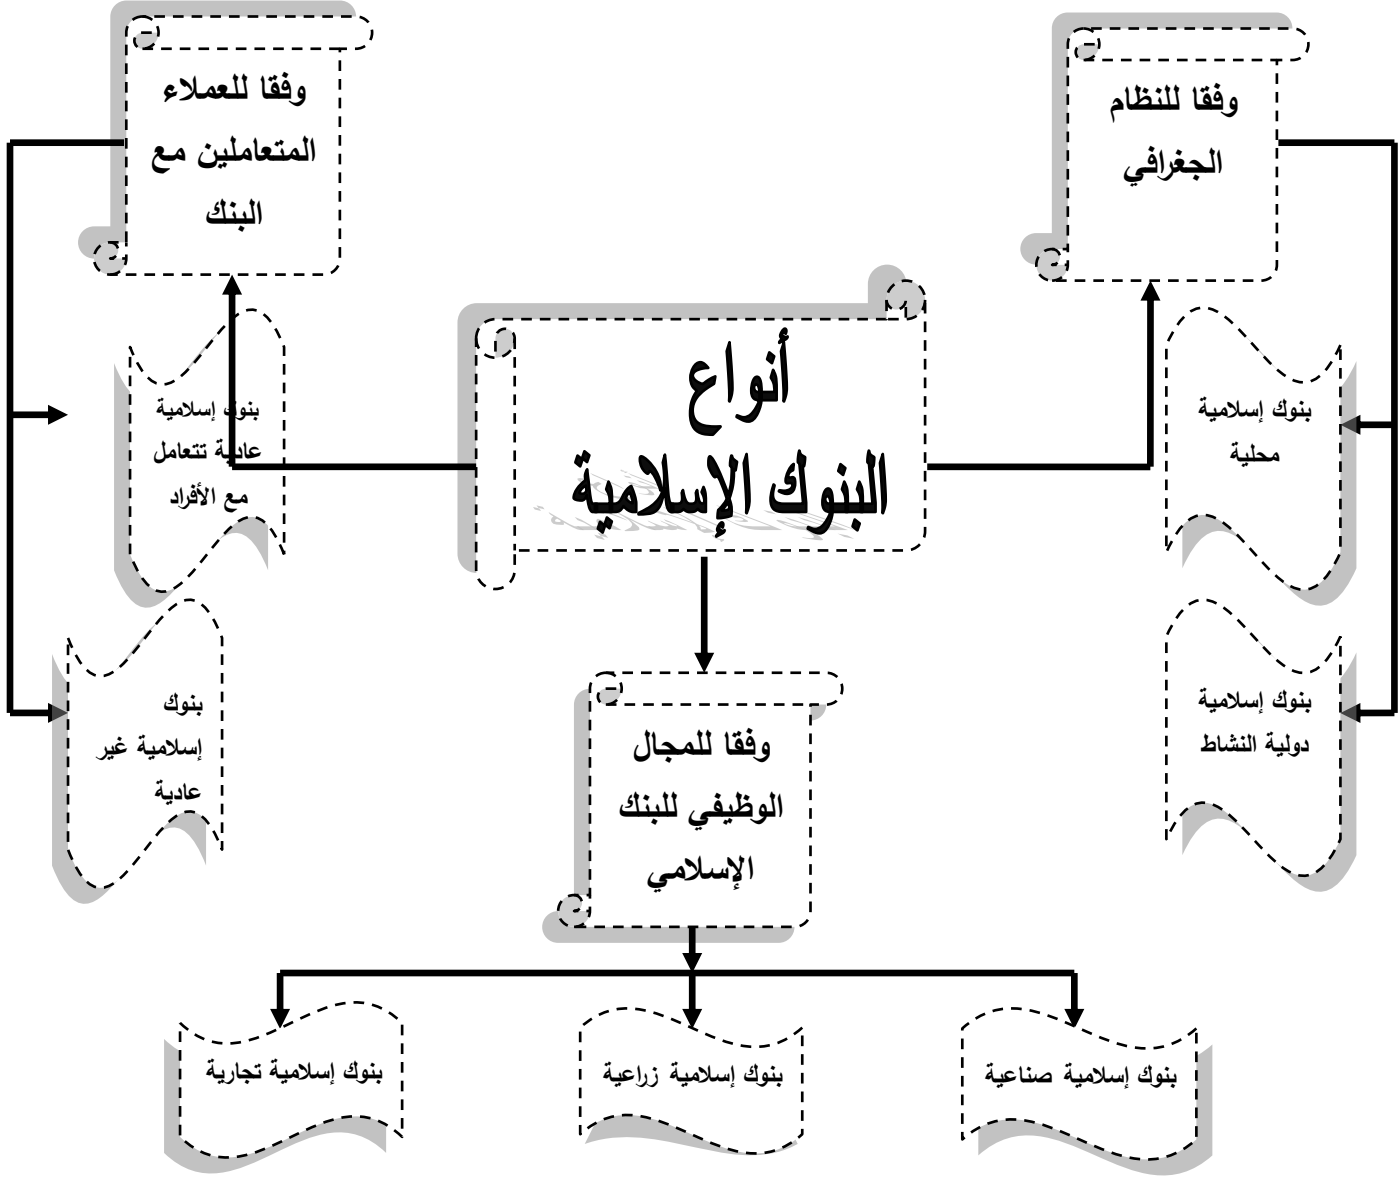 أنواع
البنوك الإسلامية
وفقا للنظام
الجغرافي
بنوك إسلامية
محلية
بنوك إسلامية
دولية النشاط
وفقا للعملاء
المتعاملين مع
البنك
بنوك إسلامية
عادية تتعامل
مع الأفراد
بنوك
إسلامية غير
عادية
وفقا للمجال
الوظيفي للبنك
الإسلامي
بنوك إسلامية صناعية
بنوك إسلامية زراعية
بنوك إسلامية تجارية